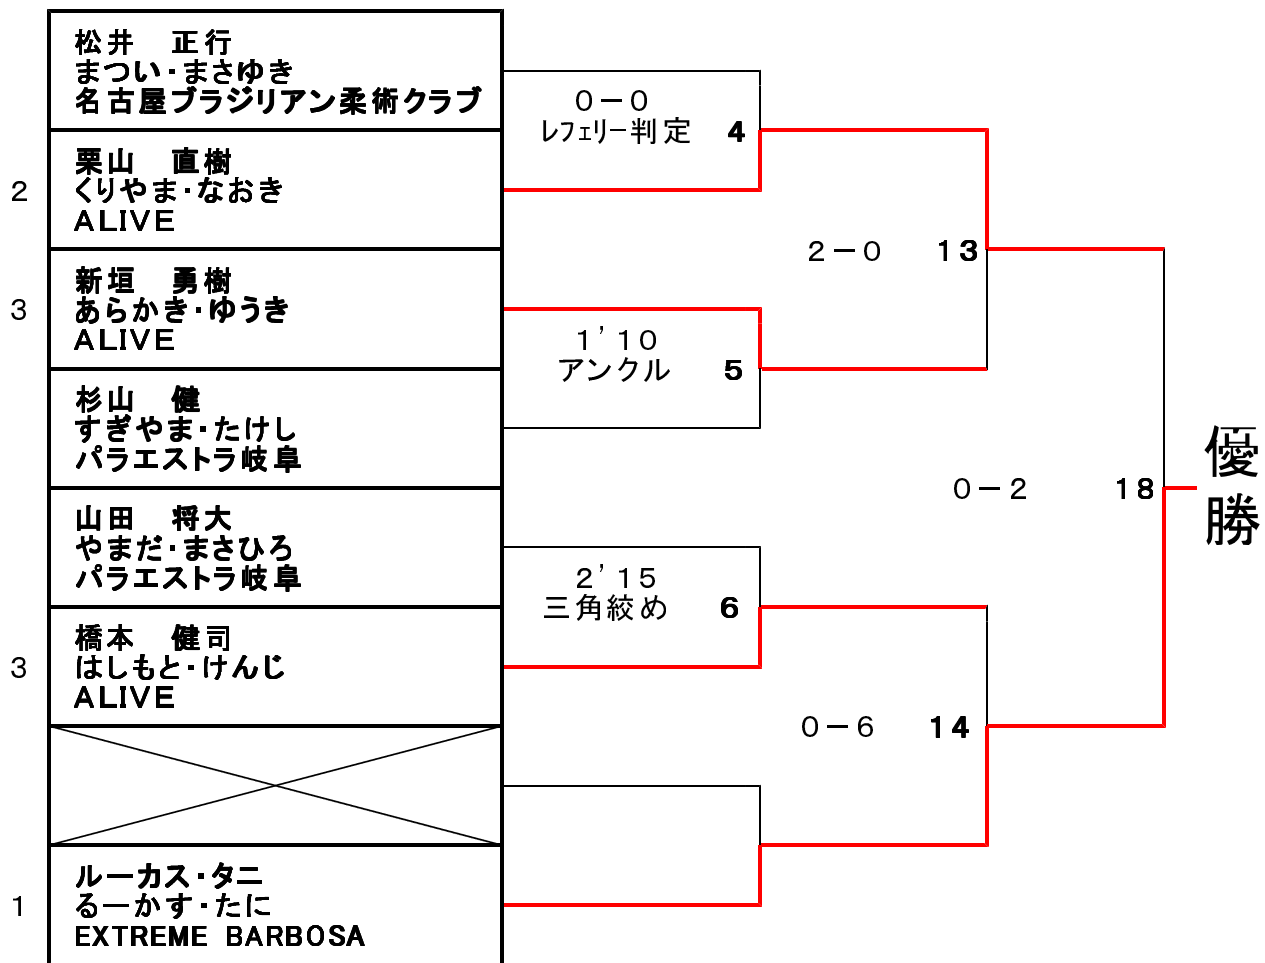 松井　正行
まつい・まさゆき
名古屋ブラジリアン柔術クラブ
0－0
レフェリー判定　4
2
栗山　直樹
くりやま・なおき
ALIVE
2－0　13
3
新垣　勇樹
あらかき・ゆうき
ALIVE
1’10
アンクル　5
杉山　健
すぎやま・たけし
パラエストラ岐阜
0－2　18
優勝
山田　将大
やまだ・まさひろ
パラエストラ岐阜
2’15
三角絞め　6
3
橋本　健司
はしもと・けんじ
ALIVE
0－6　14
1
ルーカス・タニ
るーかす・たに
EXTREME BARBOSA